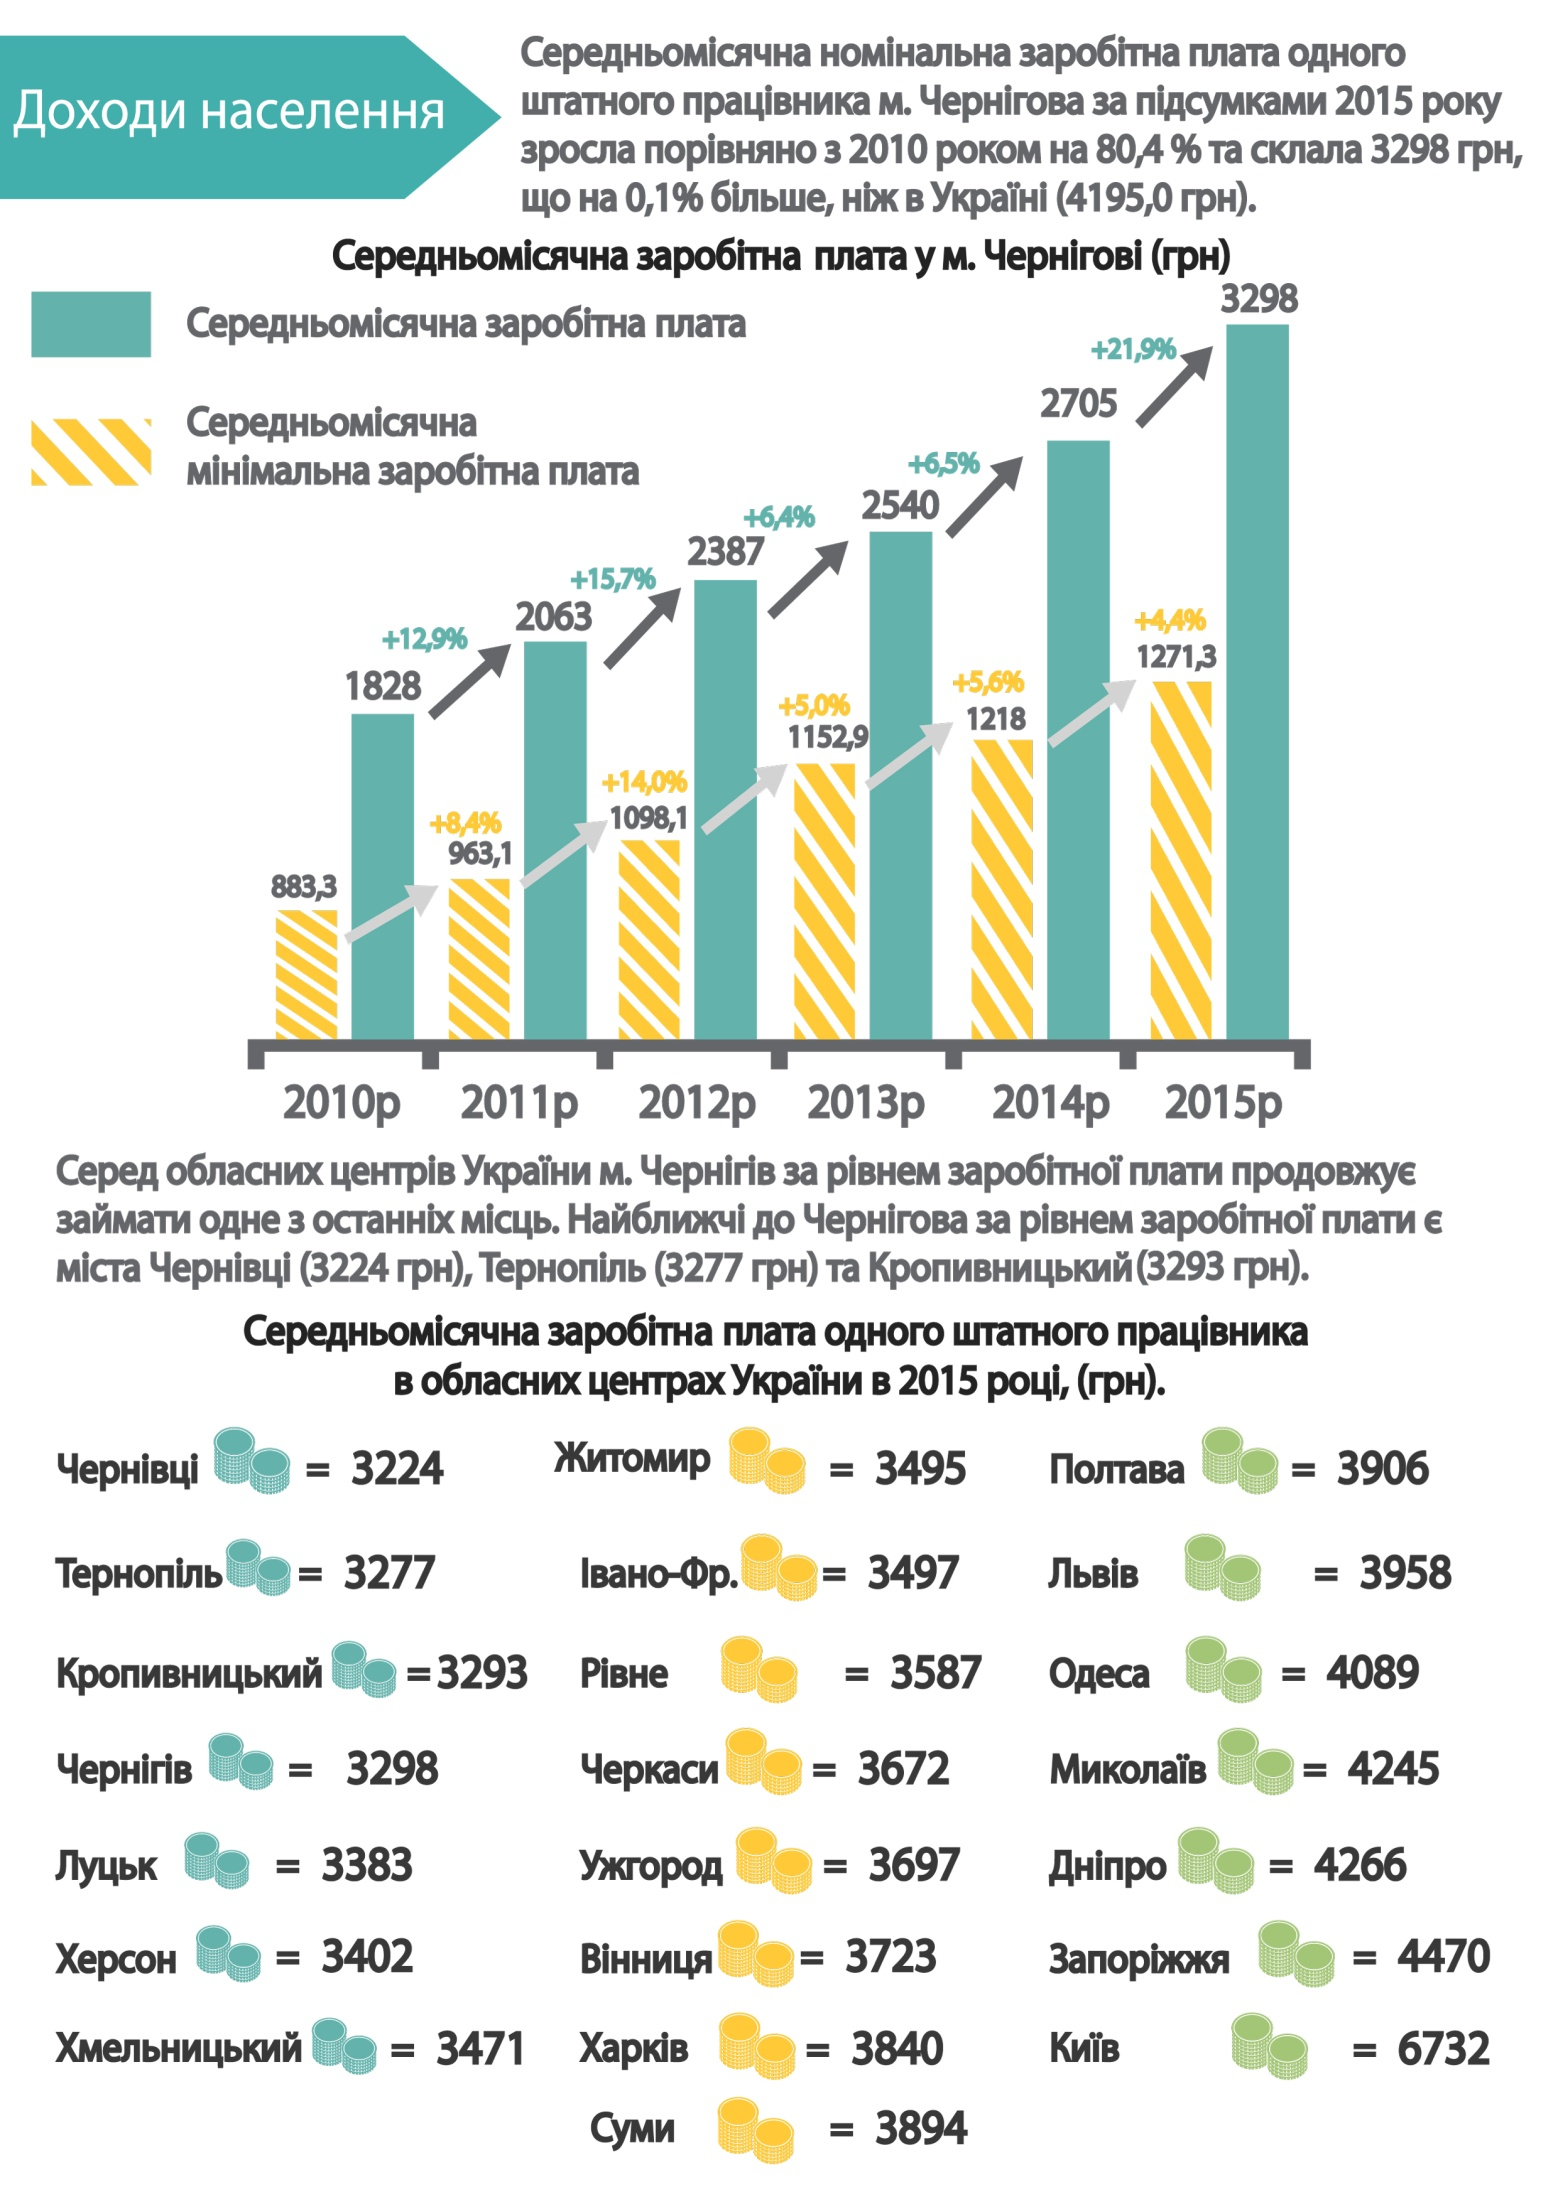 Доходи населення
Середньомісячна номінальна заробітна плата одного
штатного працівника м. Чернігова за підсумками 2015 року
зросла порівняно з 2010 роком на 80,4 % та склала 3298 грн,
що на 0,1% більше, ніж в Україні (4195,0 грн).
Середньомісячна заробітна плата у м. Чернігові (грн)
Середньомісячна заробітна плата
Середньомісячна
мінімальна заробітна плата
3298
+21,9%
2705
+6,5%
2540
+6,4%
2387
+15,7%
2063
+12,9%
1828
+4,4%
1271,3
+5,6%
1218
+5,0%
1152,9
+14,0%
1098,1
+8,4%
963,1
883,3
2010р 2011р 2012р 2013р 2014р 2015р
Серед обласних центрів України м. Чернігів за рівнем заробітної плати продовжує
займати одне з останніх місць. Найближчі до Чернігова за рівнем заробітної плати є
міста Чернівці (3224 грн), Тернопіль (3277 грн) та Кропивницький (3293 грн).
Середньомісячна заробітна плата одного штатного працівника
в обласних центрах України в 2015 році, (грн).
Чернівці = 3224
Тернопіль = 3277
Кропивницький = 3293
Чернігів = 3298
Луцьк = 3383
Херсон = 3402
Хмельницький = 3471
Житомир = 3495
Івано-Фр. = 3497
Рівне = 3587
Черкаси = 3672
Ужгород = 3697
Вінниця = 3723
Харків = 3840
Суми = 3894
Полтава = 3906
Львів = 3958
Одеса = 4089
Миколаїв = 4245
Дніпро = 4266
Запоріжжя = 4470
Київ = 6732